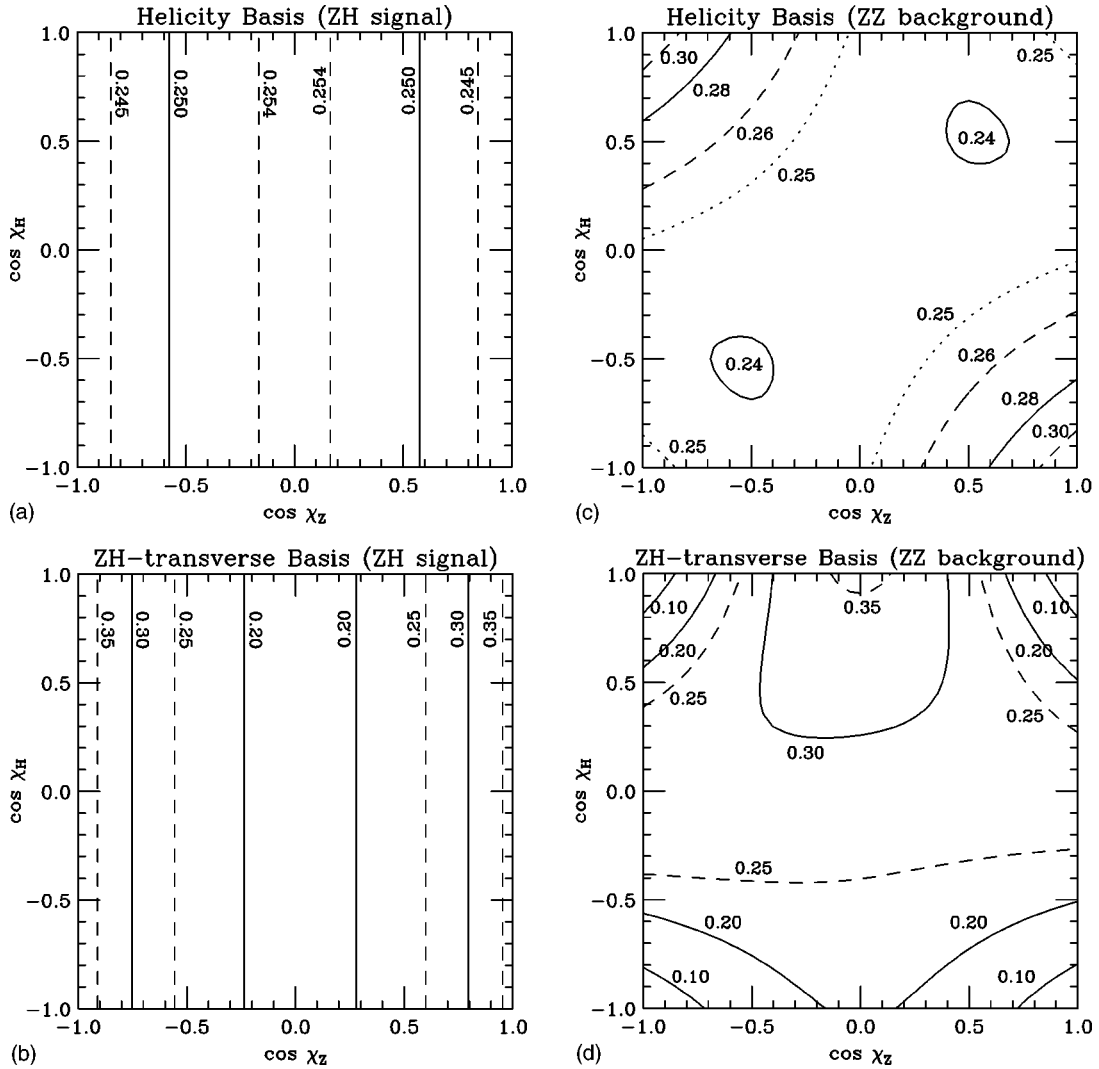 Helicity Basis (ZH signal)
1.0
0.5
0.0
-0.5
-1.0
cos χH
0.245
0.250
0.254
0.254
0.250
0.245
-1.0 -0.5 0.0 0.5 1.0
(a)
cos χZ
Helicity Basis (ZZ background)
1.0
0.5
0.0
-0.5
-1.0
cos χH
0.30
0.28
0.26
0.25
0.25
0.24
0.24
0.25
0.26
0.28
0.30
0.25
-1.0 -0.5 0.0 0.5 1.0
(c)
cos χZ
ZH-transverse Basis (ZH signal)
1.0
0.5
0.0
-0.5
-1.0
cos χH
0.35
0.30
0.25
0.20
0.20
0.25
0.30
0.35
-1.0 -0.5 0.0 0.5 1.0
(b)
cos χZ
ZH-transverse Basis (ZZ background)
1.0
0.5
0.0
-0.5
-1.0
cos χH
0.10
0.20
0.25
0.35
0.30
0.10
0.20
0.25
0.25
0.20
0.10
0.20
0.10
-1.0 -0.5 0.0 0.5 1.0
(d)
cos χZ